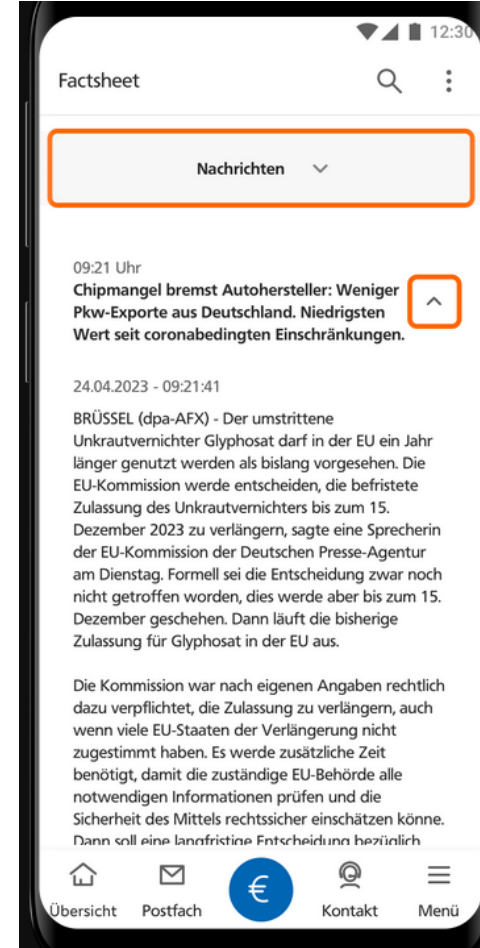 12:30
Factsheet
Nachrichten
09:21 Uhr
Chipmangel bremst Autohersteller: Weniger
Pkw-Exporte aus Deutschland. Niedrigsten
Wert seit coronabedingten Einschränkungen.
24.04.2023 - 09:21:41
BRÜSSEL (dpa-AFX) - Der umstrittene
Unkrautvernichter Glyphosat darf in der EU ein Jahr
länger genutzt werden als bislang vorgesehen. Die
EU-Kommission werde entscheiden, die befristete
Zulassung des Unkrautvernichters bis zum 15.
Dezember 2023 zu verlängern, sagte eine Sprecherin
der EU-Kommission der Deutschen Presse-Agentur
am Dienstag. Formell sei die Entscheidung zwar noch
nicht getroffen worden, dies werde aber bis zum 15.
Dezember geschehen. Dann läuft die bisherige
Zulassung für Glyphosat in der EU aus.
Die Kommission war nach eigenen Angaben rechtlich
dazu verpflichtet, die Zulassung zu verlängern, auch
wenn viele EU-Staaten der Verlängerung nicht
zugestimmt haben. Es werde zusätzliche Zeit
benötigt, damit die zuständige EU-Behörde alle
notwendigen Informationen prüfen und die
Sicherheit des Mittels rechtssicher einschätzen könne.
Dann soll eine langfristige Entscheidung bezüglich
€
Übersicht Postfach Kontakt Menü